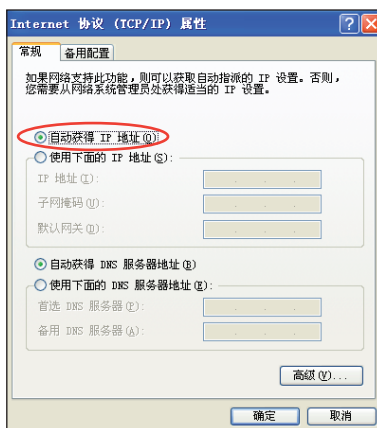 Internet 协议 (TCP/IP) 属性
常规 备用配置
如果网络支持此功能，则可以获取自动指派的 IP 设置。否则，
您需要从网络系统管理员处获得适当的 IP 设置。
自动获得 IP 地址(O)
使用下面的 IP 地址(S):
IP 地址(I):
子网掩码(U):
默认网关(D):
自动获得 DNS 服务器地址(B)
使用下面的 DNS 服务器地址(E):
首选 DNS 服务器(P):
备用 DNS 服务器(A):
高级(V)...
确定 取消